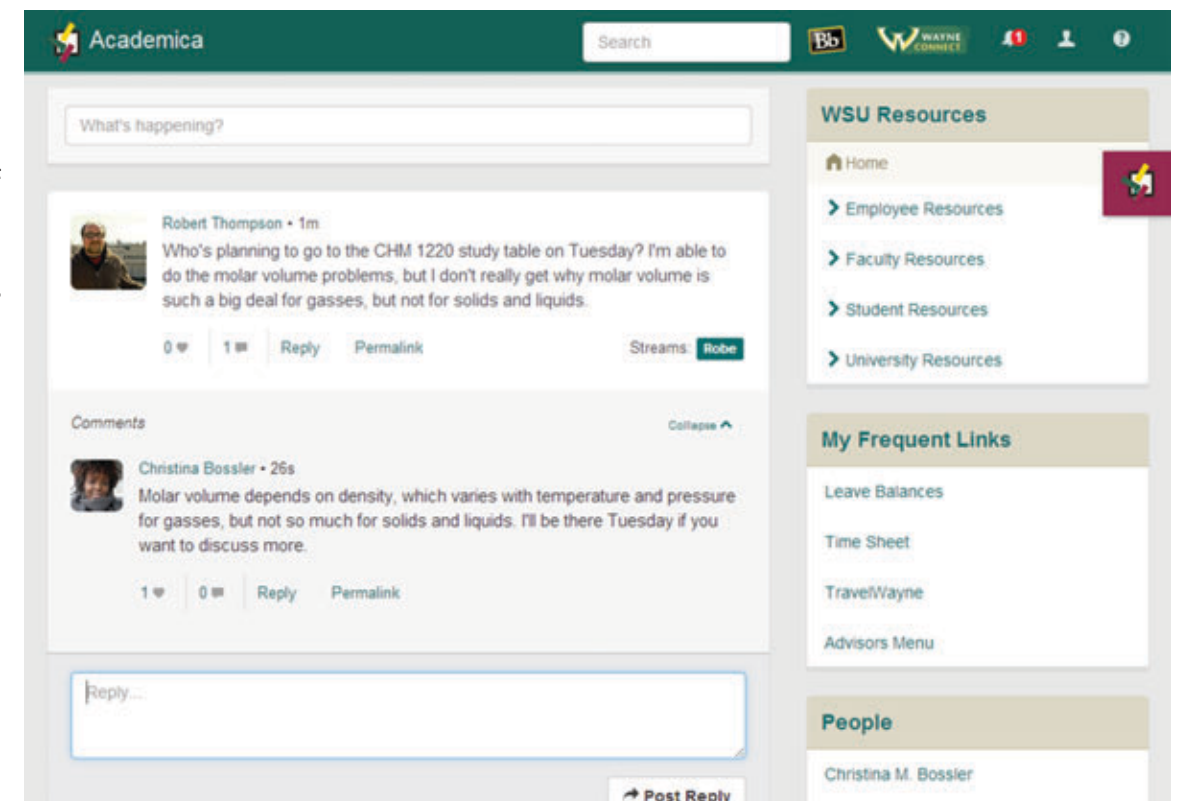 Academica
Search
Bb
WAYNE
CONNECT
1
What's happening?
Robert Thompson • 1m
Who's planning to go to the CHM 1220 study table on Tuesday? I'm able to
do the molar volume problems, but I don't really get why molar volume is
such a big deal for gasses, but not for solids and liquids.
0
1
Reply
Permalink
Streams: Robe
Comments
Collapse
Christina Bossler • 26s
Molar volume depends on density, which varies with temperature and pressure
for gasses, but not so much for solids and liquids. I'll be there Tuesday if you
want to discuss more.
1
0
Reply
Permalink
Reply...
Post Reply
WSU Resources
Home
Employee Resources
Faculty Resources
Student Resources
University Resources
My Frequent Links
Leave Balances
Time Sheet
TravelWayne
Advisors Menu
People
Christina M. Bossler